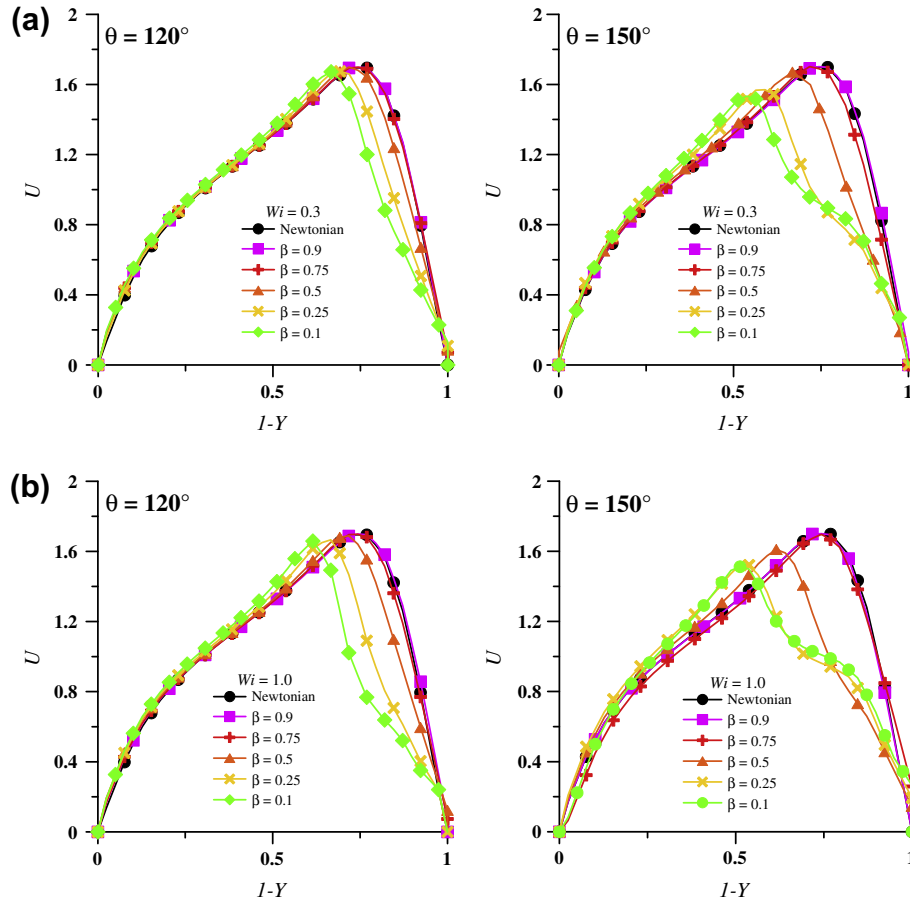 (a)
θ = 120°
2
1.6
1.2
U
0.8
0.4
0
0
0.5
1
1-Y
Wi = 0.3
Newtonian
β = 0.9
β = 0.75
β = 0.5
β = 0.25
β = 0.1
θ = 150°
2
1.6
1.2
U
0.8
0.4
0
0
0.5
1
1-Y
Wi = 0.3
Newtonian
β = 0.9
β = 0.75
β = 0.5
β = 0.25
β = 0.1
(b)
θ = 120°
2
1.6
1.2
U
0.8
0.4
0
0
0.5
1
1-Y
Wi = 1.0
Newtonian
β = 0.9
β = 0.75
β = 0.5
β = 0.25
β = 0.1
θ = 150°
2
1.6
1.2
U
0.8
0.4
0
0
0.5
1
1-Y
Wi = 1.0
Newtonian
β = 0.9
β = 0.75
β = 0.5
β = 0.25
β = 0.1